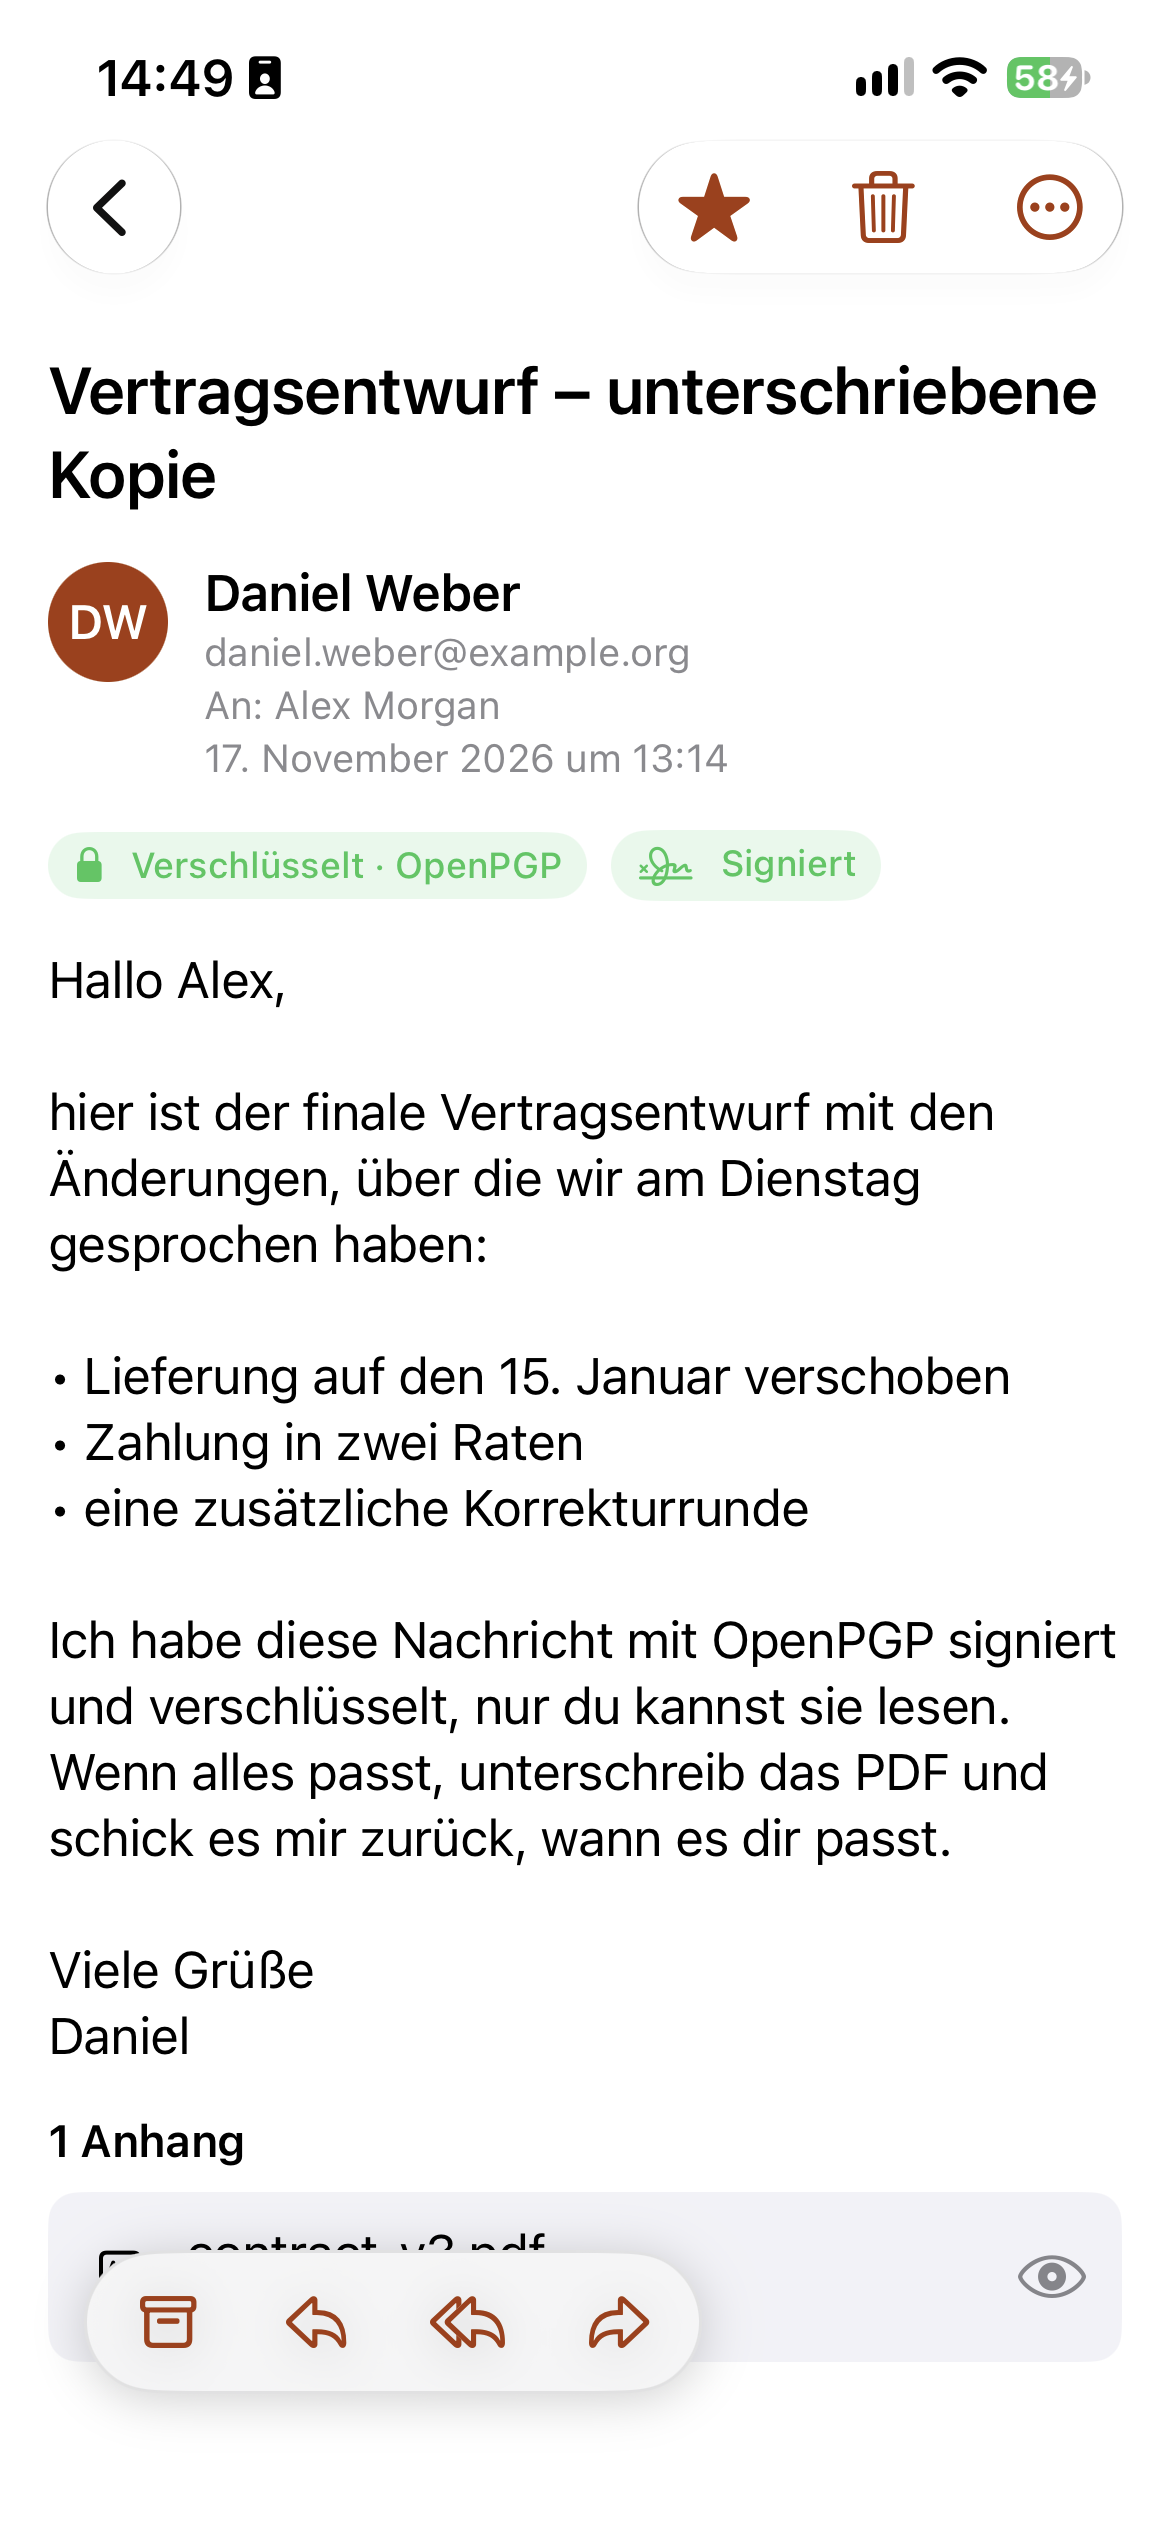 14:49
58
Vertragsentwurf – unterschriebene
Kopie
DW
Daniel Weber
daniel.weber@example.org
An: Alex Morgan
17. November 2026 um 13:14
Verschlüsselt · OpenPGP
Signiert
Hallo Alex,
hier ist der finale Vertragsentwurf mit den
Änderungen, über die wir am Dienstag
gesprochen haben:
• Lieferung auf den 15. Januar verschoben
• Zahlung in zwei Raten
• eine zusätzliche Korrekturrunde
Ich habe diese Nachricht mit OpenPGP signiert
und verschlüsselt, nur du kannst sie lesen.
Wenn alles passt, unterschreib das PDF und
schick es mir zurück, wann es dir passt.
Viele Grüße
Daniel
1 Anhang